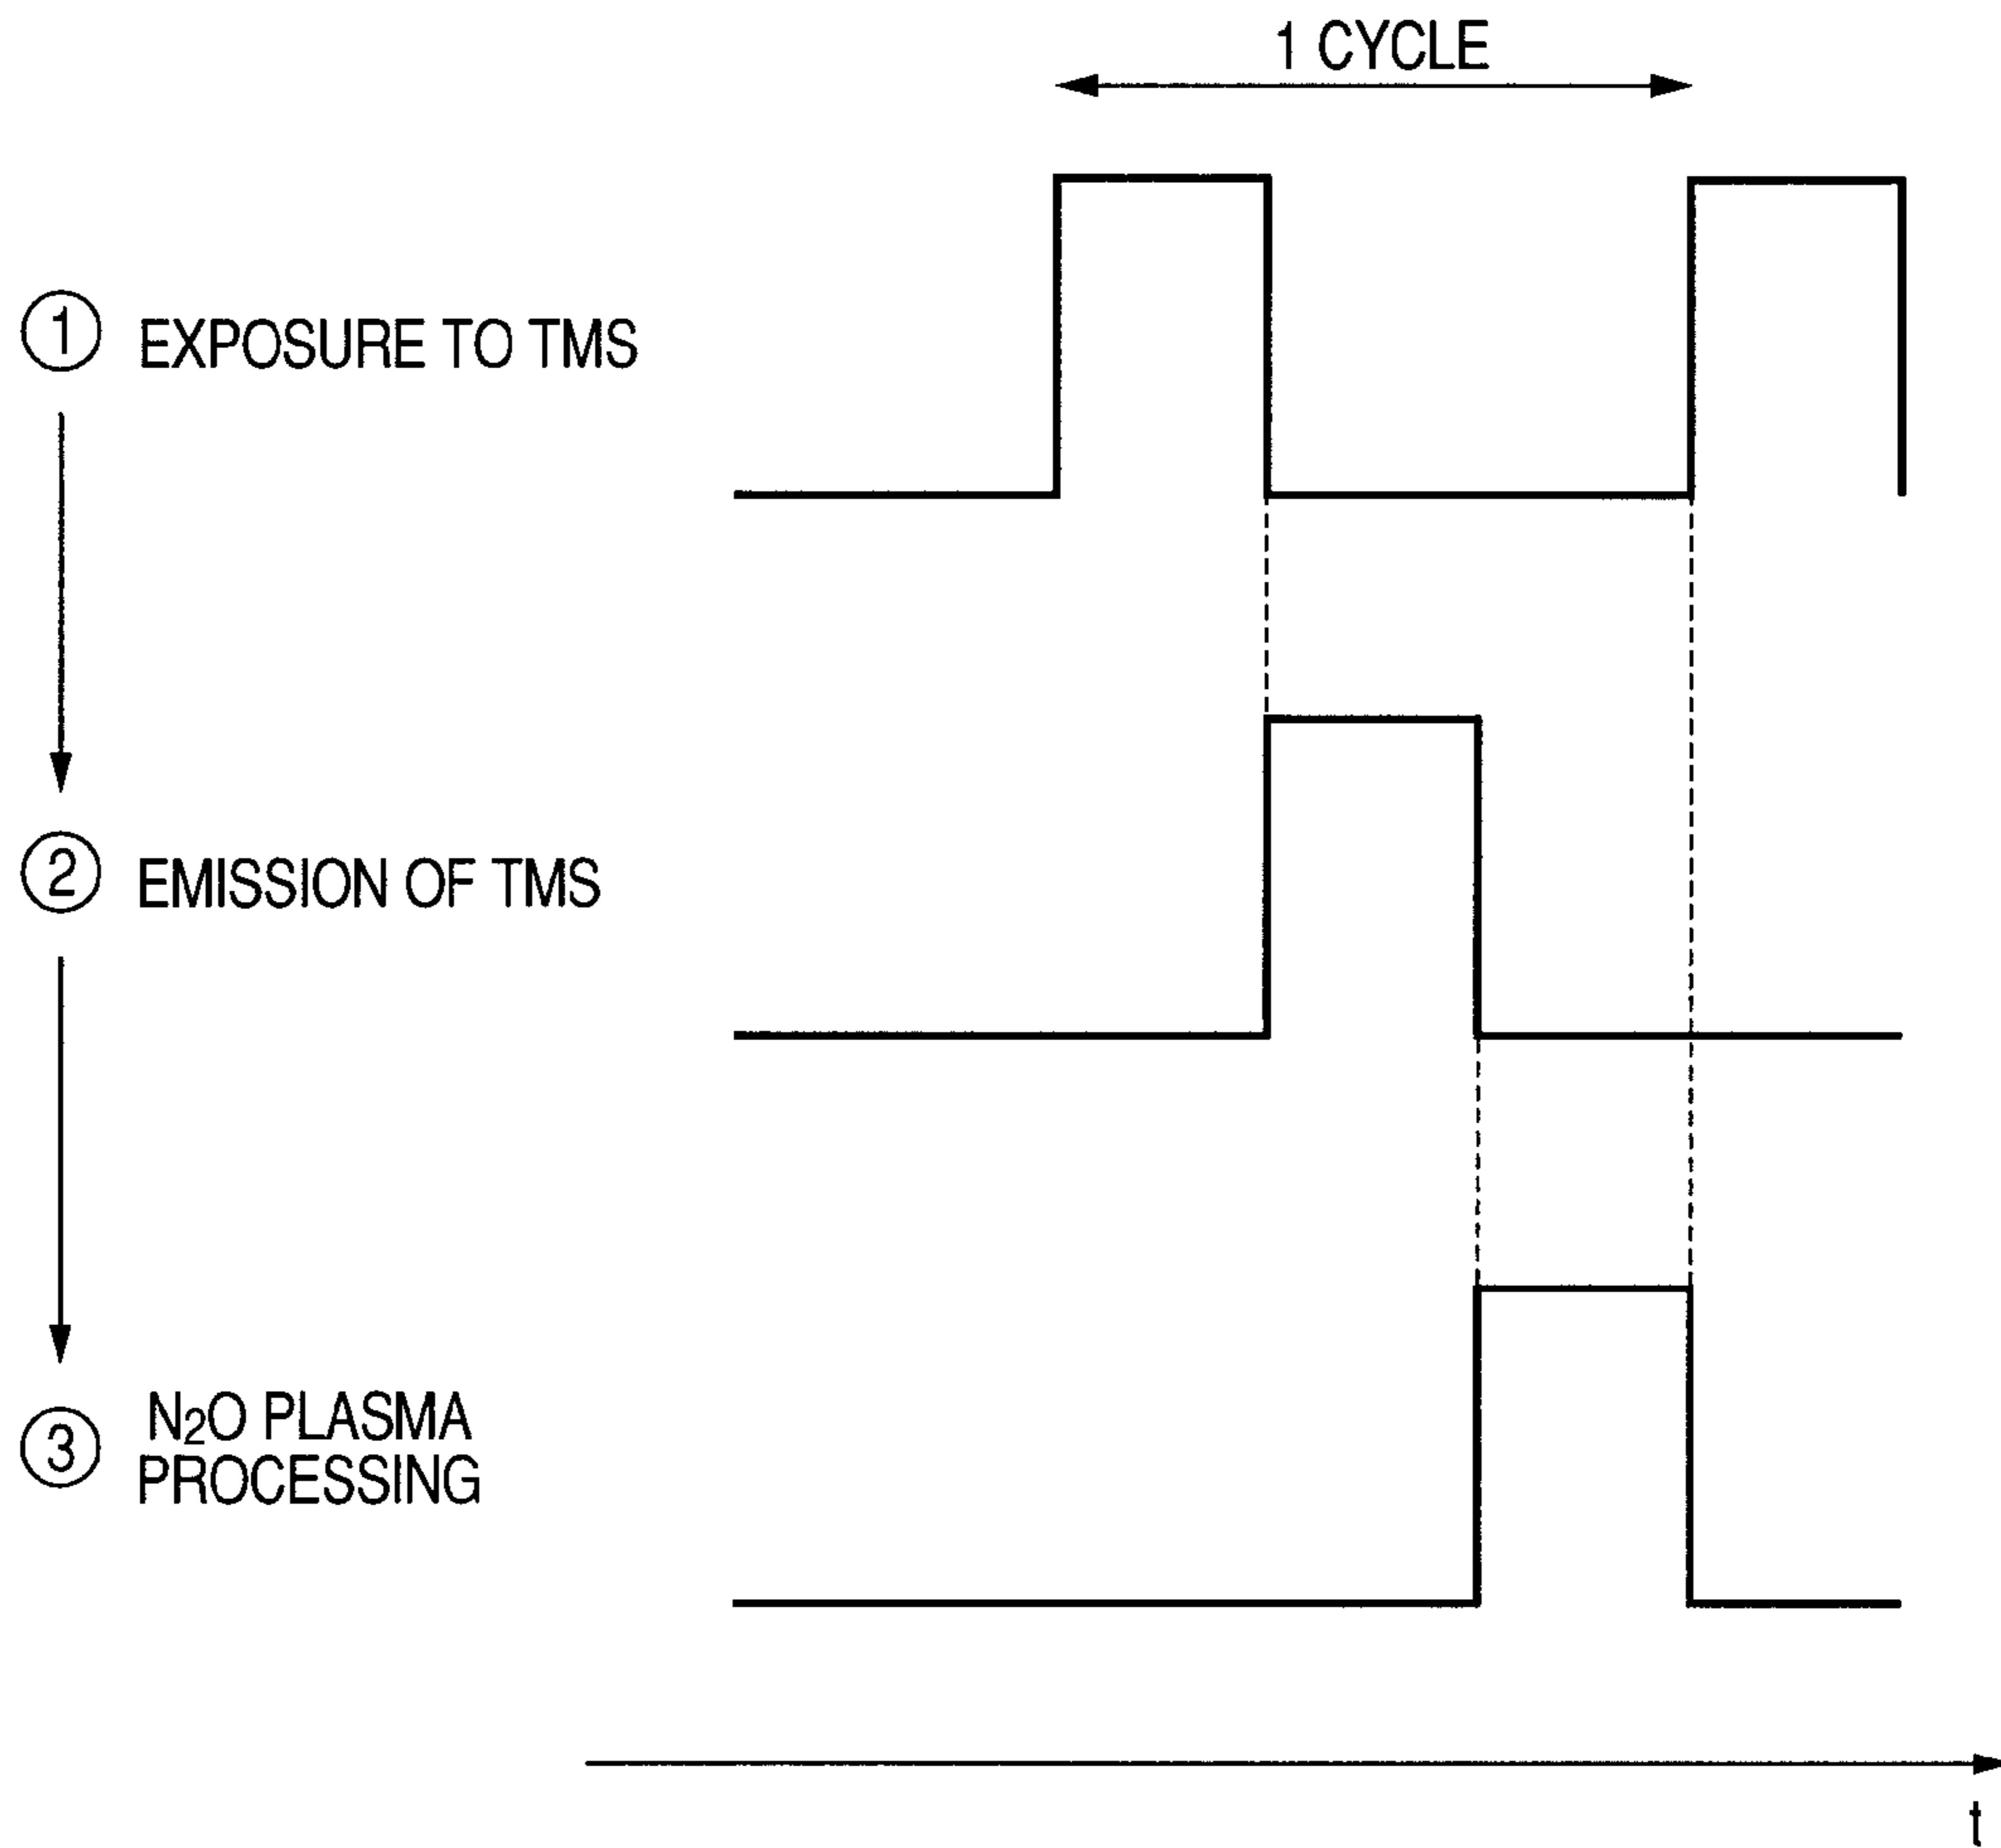 1 CYCLE
1 EXPOSURE TO TMS
2 EMISSION OF TMS
3 N₂O PLASMA
PROCESSING
t